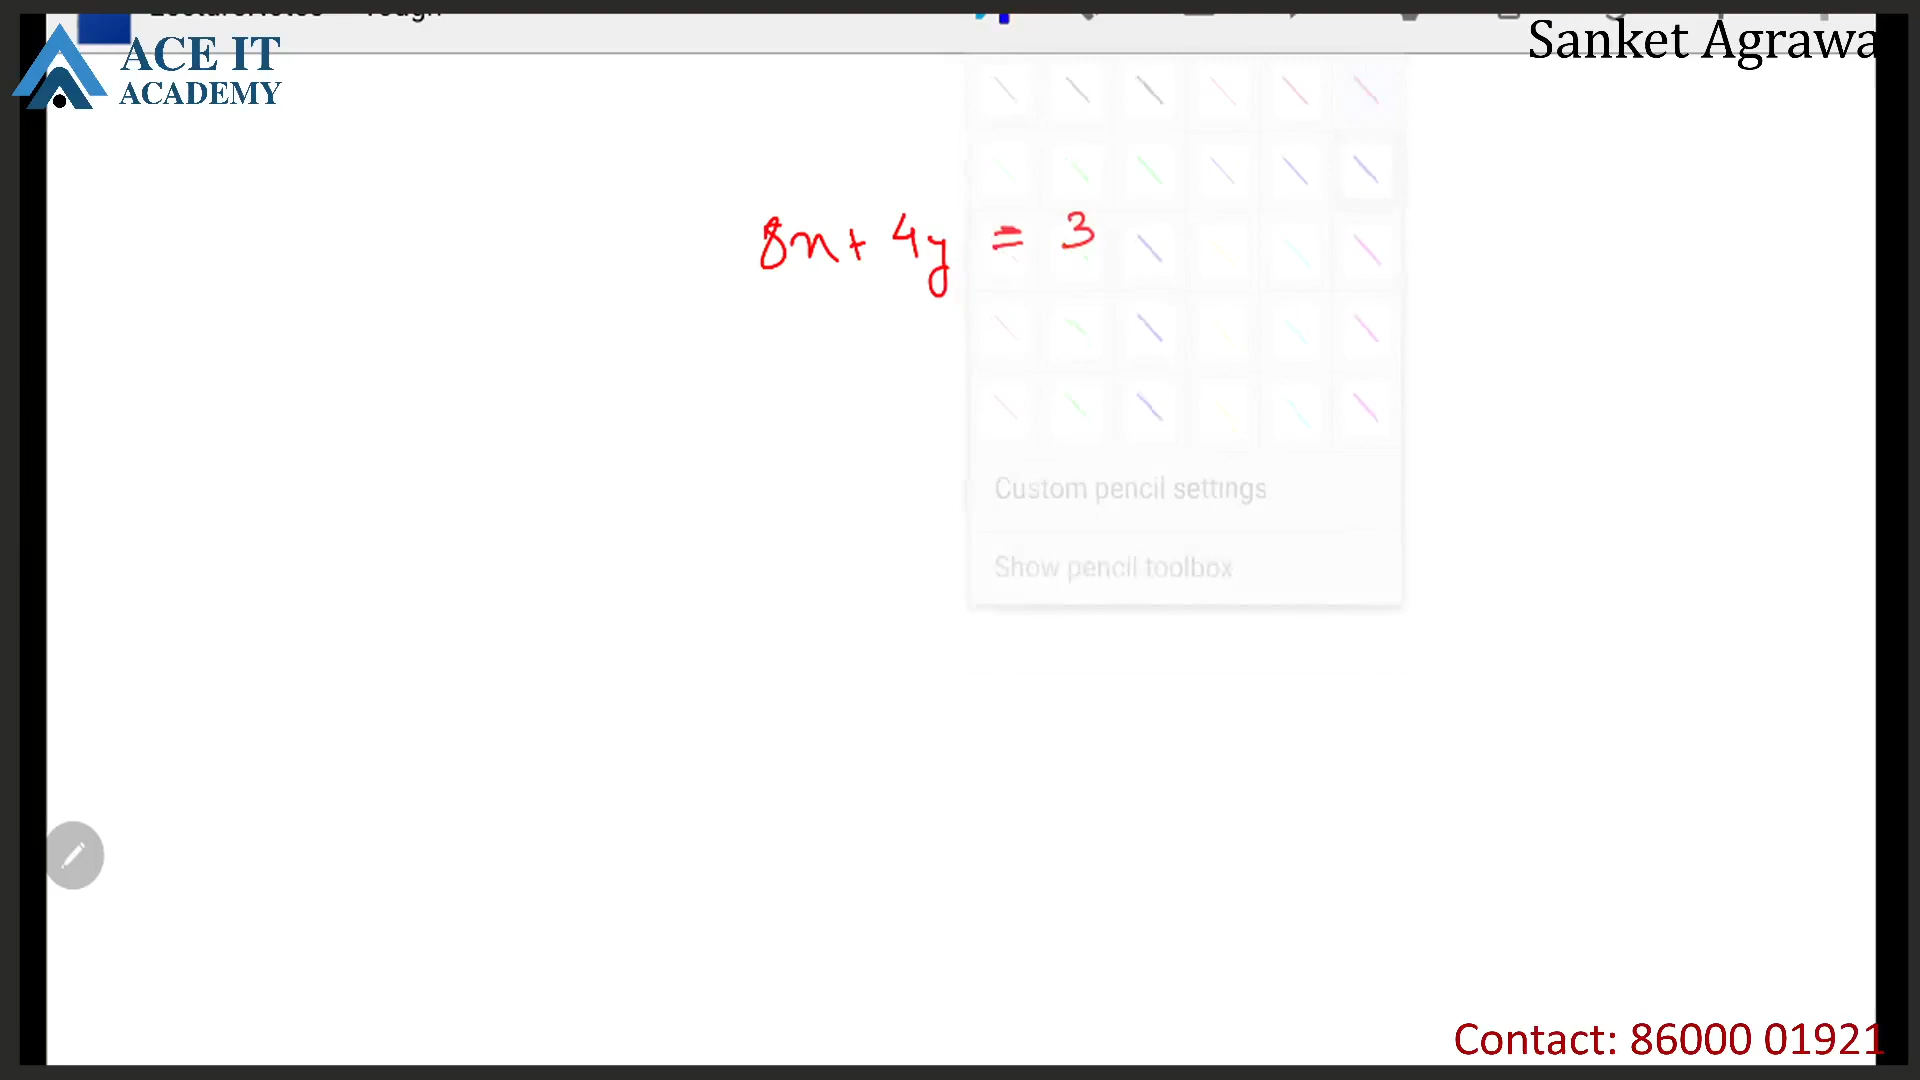 Sanket Agrawa
ACE IT
ACADEMY
8x + 4y = 3
Custom pencil settings
Show pencil toolbox
Contact: 86000 01921